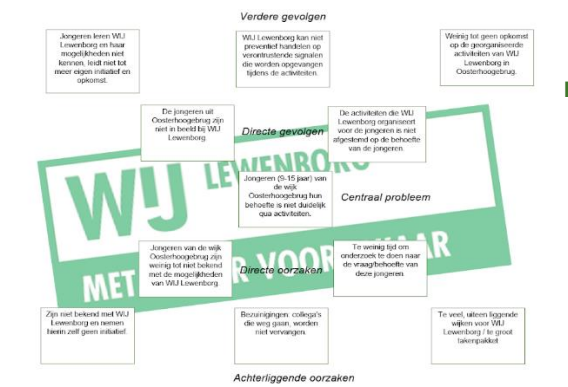 Verdere gevolgen
Jongeren leren WIJ
Lewenborg en haar
mogelijkheden niet
kennen, leidt niet tot
meer eigen initiatief en
opkomst.
WIJ Lewenborg kan niet
preventief handelen op
verontrustende signalen
die worden opgevangen
tijdens de activiteiten.
Weinig tot geen opkomst
op de georganiseerde
activiteiten van WIJ
Lewenborg in
Oosterhoogebrug.
De jongeren uit
Oosterhoogebrug zijn
niet in beeld bij WIJ
Lewenborg
Directe gevolgen
De activiteiten die WIJ
Lewenborg organiseert
voor de jongeren is niet
afgestemd op de behoefte
van de jongeren.
WIJ LEWENBORG
Jongeren (9-15 jaar) van
de wijk
Oosterhoogebrug hun
behoefte is niet duidelijk
qua activiteiten.
Centraal probleem
Jongeren van de wijk
Oosterhoogebrug zijn
weinig tot niet bekend
met de mogelijkheden
van WIJ Lewenborg.
Directe oorzaken
Te weinig tijd om
onderzoek te doen naar
de vraag/behoefte van
deze jongeren.
MET VOOR
Zijn niet bekend met WIJ
Lewenborg en nemen
hierin zelf geen initiatief.
Bezuinigingen: collega's
die weg gaan, worden
niet vervangen.
Te veel, uiteen liggende
wijken voor WIJ
Lewenborg / te groot
takenpakket
Achterliggende oorzaken